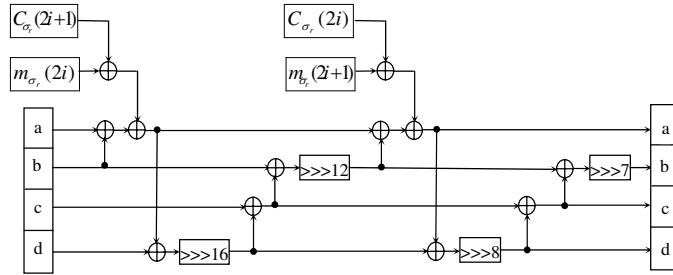 C_{σ_r}(2i+1)
C_{σ_r}(2i)
m_{σ_r}(2i)
m_{σ_r}(2i+1)
a
a
b
>>>12
>>>7
b
c
c
d
>>>16
>>>8
d